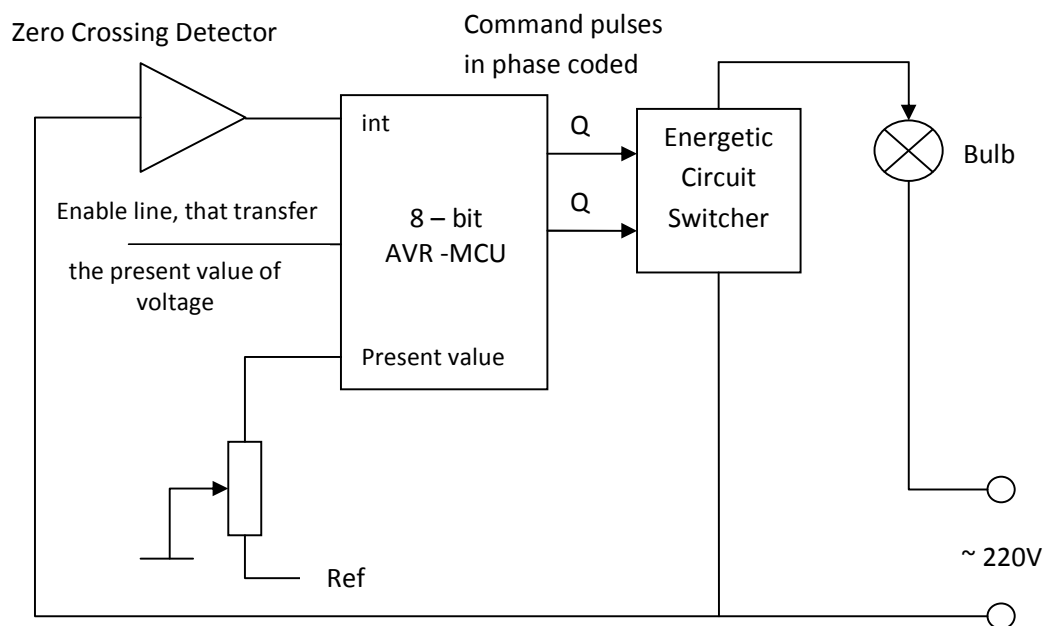 Zero Crossing Detector
Command pulses
in phase coded
int
Q
Energetic
Circuit
Switcher
Bulb
Enable line, that transfer
the present value of
voltage
Q
8 – bit
AVR -MCU
Present value
Ref
~ 220V